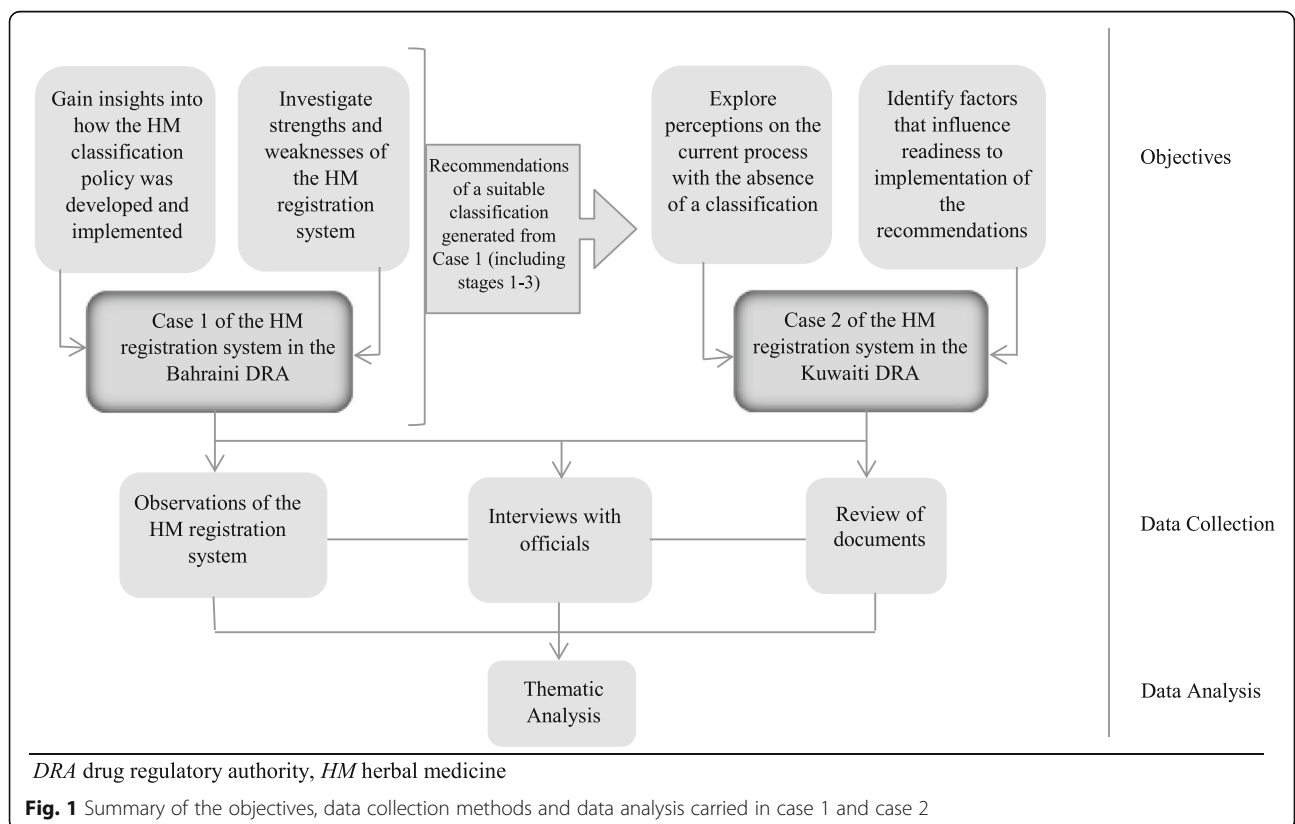 Gain insights into
how the HM
classification
policy was
developed and
implemented
Investigate
strengths and
weaknesses of
the HM
registration
system
Recommendations
of a suitable
classification
generated from
Case 1 (including
stages 1-3)
Explore
perceptions on the
current process
with the absence
of a classification
Identify factors
that influence
readiness to
implementation of
the
recommendations
Objectives
Case 1 of the HM
registration system in the
Bahraini DRA
Case 2 of the HM
registration system in the
Kuwaiti DRA
Observations of the
HM registration
system
Interviews with
officials
Review of
documents
Data Collection
Thematic
Analysis
Data Analysis
DRA drug regulatory authority, HM herbal medicine
Fig. 1 Summary of the objectives, data collection methods and data analysis carried in case 1 and case 2